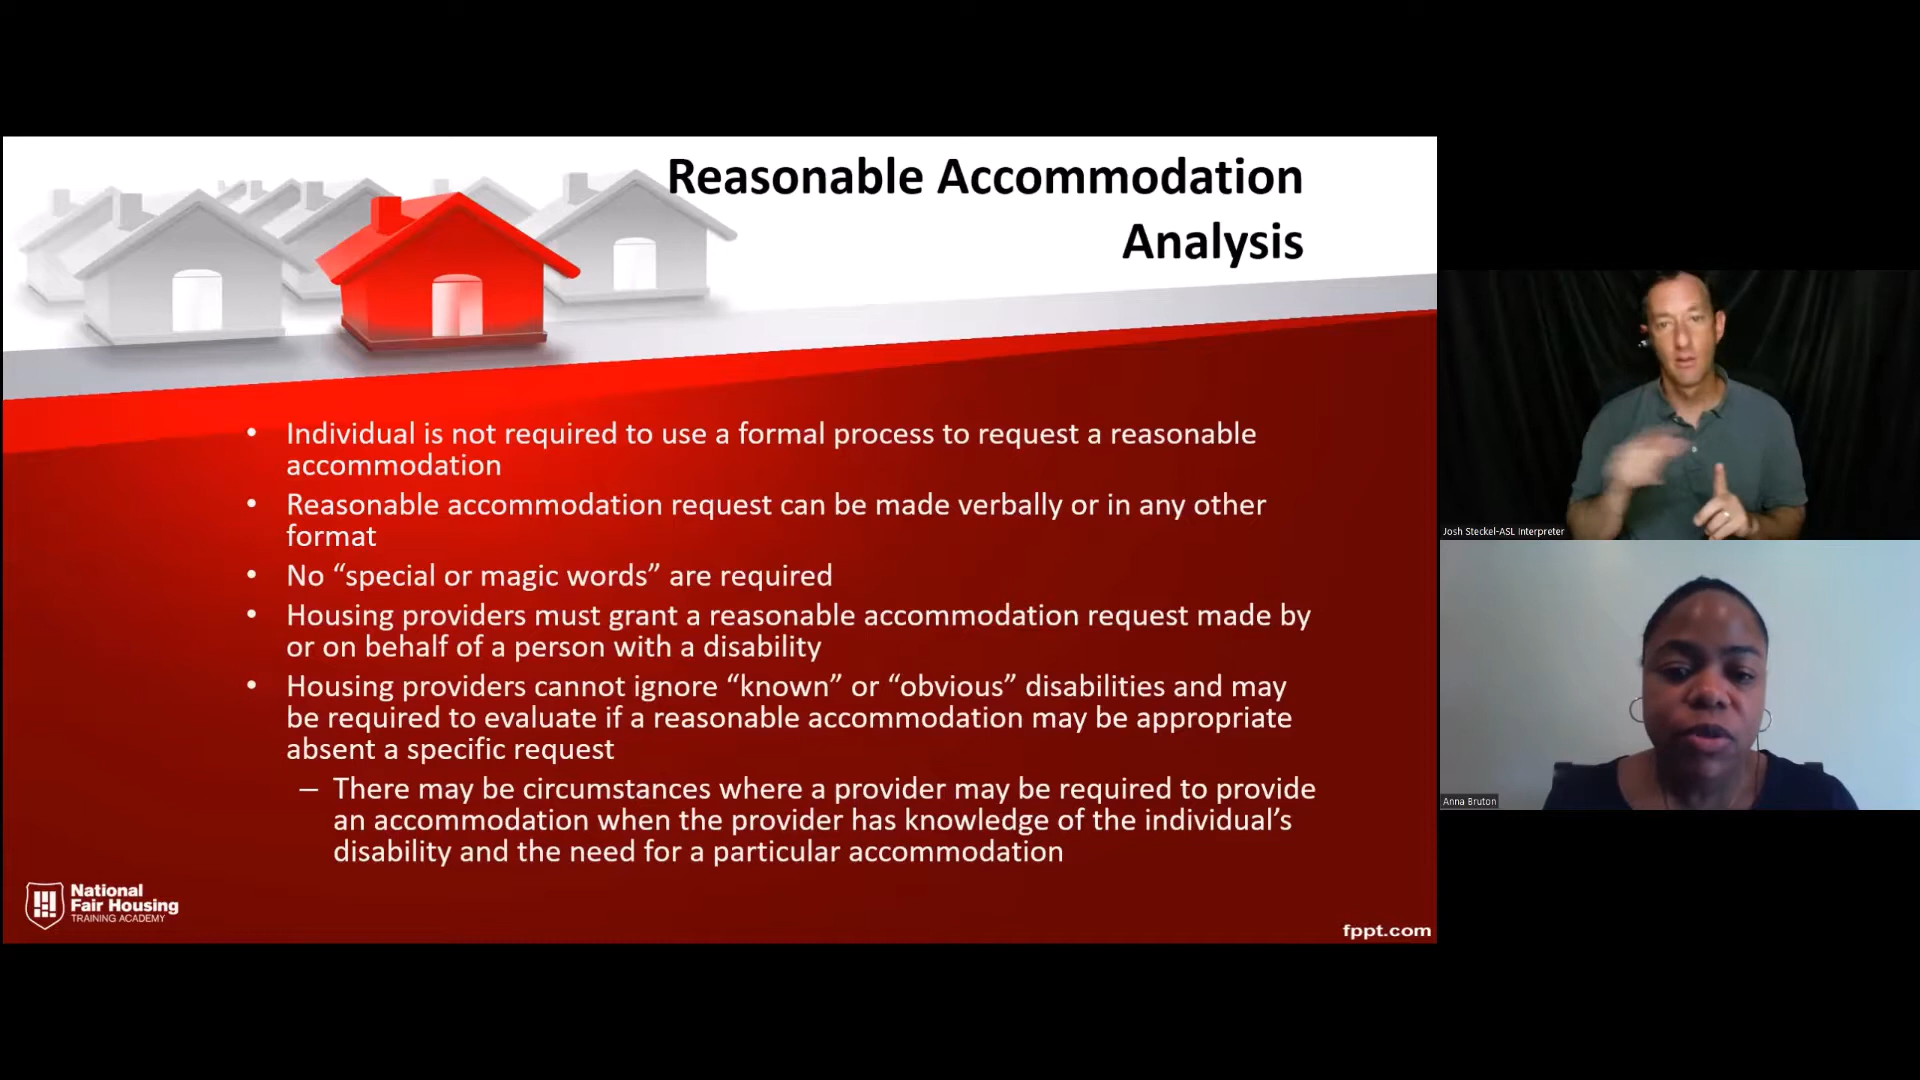 Reasonable Accommodation
Analysis
• Individual is not required to use a formal process to request a reasonable
accommodation
• Reasonable accommodation request can be made verbally or in any other
format
• No “special or magic words” are required
• Housing providers must grant a reasonable accommodation request made by
or on behalf of a person with a disability
• Housing providers cannot ignore “known” or “obvious” disabilities and may
be required to evaluate if a reasonable accommodation may be appropriate
absent a specific request
– There may be circumstances where a provider may be required to provide
an accommodation when the provider has knowledge of the individual’s
disability and the need for a particular accommodation
National
Fair Housing
TRAINING ACADEMY
fppt.com
Josh Steckel-ASL Interpreter
Anna Bruton